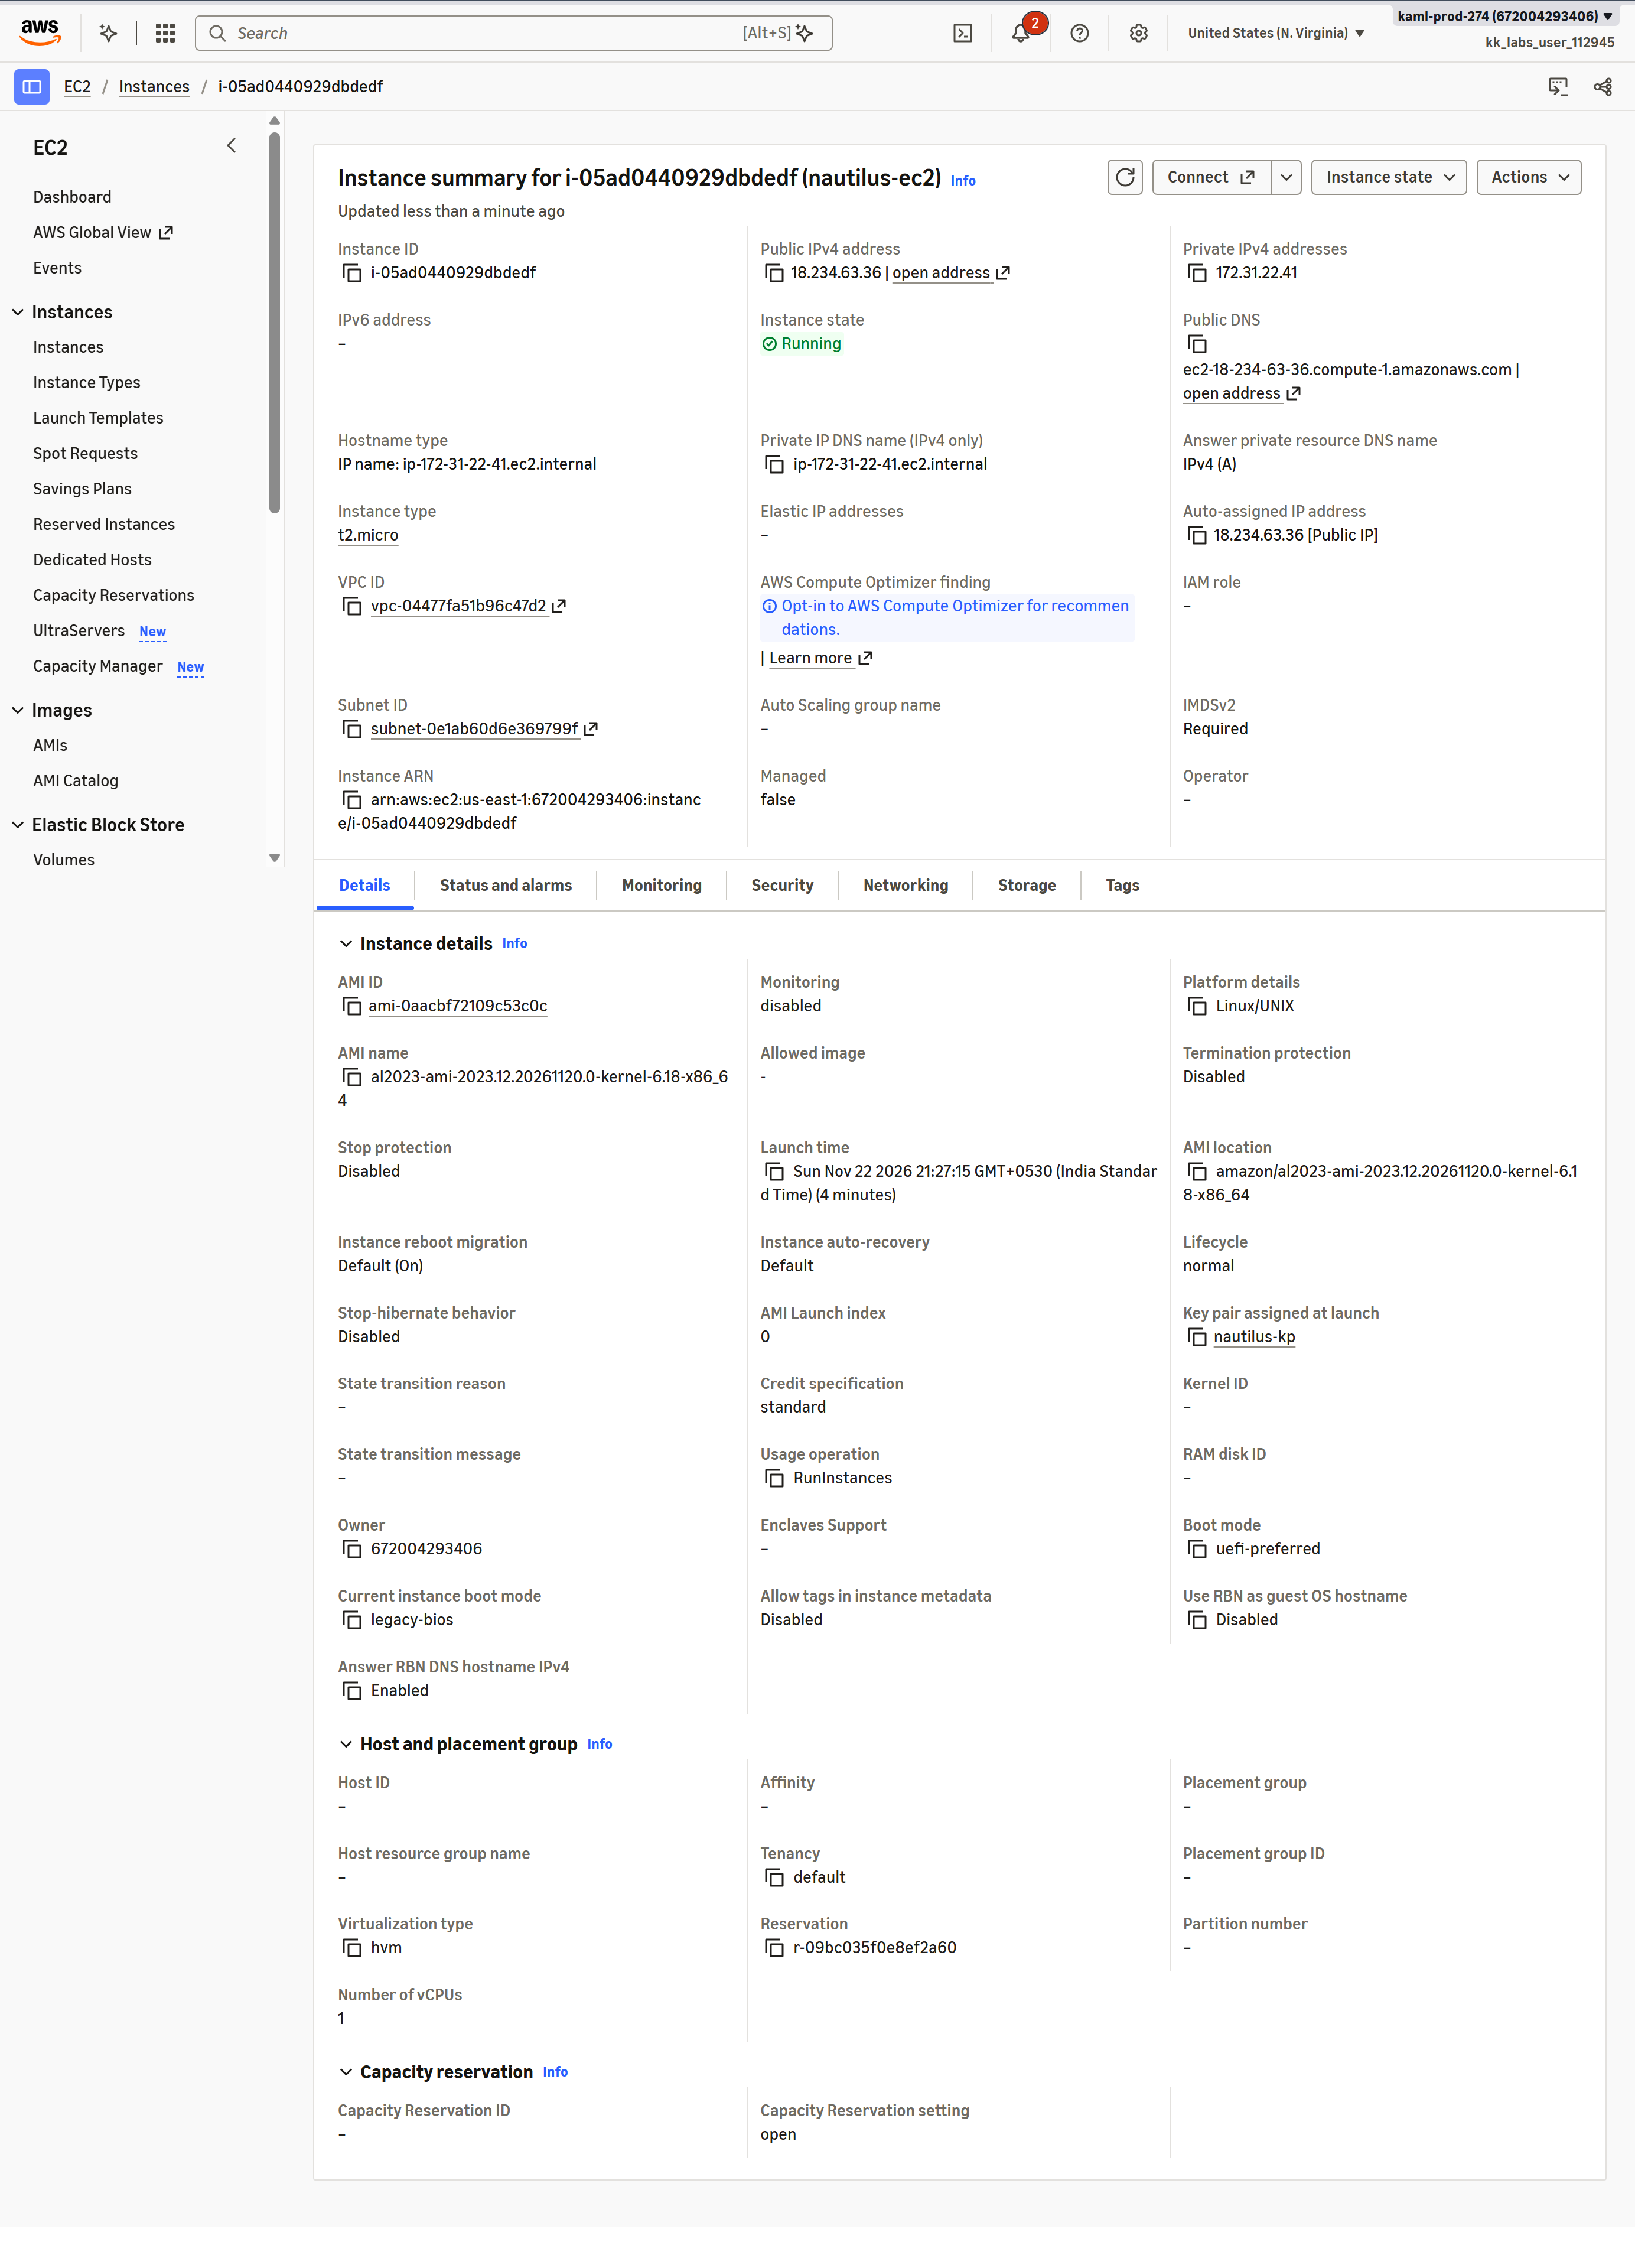 aws
Search
[Alt+S]
2
United States (N. Virginia)
kaml-prod-274 (672004293406)
kk_labs_user_112945
EC2 / Instances / i-05ad0440929dbdedf
EC2
Dashboard
AWS Global View
Events
Instances
Instances
Instance Types
Launch Templates
Spot Requests
Savings Plans
Reserved Instances
Dedicated Hosts
Capacity Reservations
UltraServers New
Capacity Manager New
Images
AMIs
AMI Catalog
Elastic Block Store
Volumes
Instance summary for i-05ad0440929dbdedf (nautilus-ec2) Info
Connect
Instance state
Actions
Updated less than a minute ago
Instance ID
i-05ad0440929dbdedf
Public IPv4 address
18.234.63.36 | open address
Private IPv4 addresses
172.31.22.41
IPv6 address
–
Instance state
Running
Public DNS
ec2-18-234-63-36.compute-1.amazonaws.com |
open address
Hostname type
IP name: ip-172-31-22-41.ec2.internal
Private IP DNS name (IPv4 only)
ip-172-31-22-41.ec2.internal
Answer private resource DNS name
IPv4 (A)
Instance type
t2.micro
Elastic IP addresses
–
Auto-assigned IP address
18.234.63.36 [Public IP]
VPC ID
vpc-04477fa51b96c47d2
AWS Compute Optimizer finding
Opt-in to AWS Compute Optimizer for recommen
dations.
| Learn more
IAM role
–
Subnet ID
subnet-0e1ab60d6e369799f
Auto Scaling group name
–
IMDSv2
Required
Instance ARN
arn:aws:ec2:us-east-1:672004293406:instanc
e/i-05ad0440929dbdedf
Managed
false
Operator
–
Details
Status and alarms
Monitoring
Security
Networking
Storage
Tags
Instance details Info
AMI ID
ami-0aacbf72109c53c0c
Monitoring
disabled
Platform details
Linux/UNIX
AMI name
al2023-ami-2023.12.20261120.0-kernel-6.18-x86_6
4
Allowed image
-
Termination protection
Disabled
Stop protection
Disabled
Launch time
Sun Nov 22 2026 21:27:15 GMT+0530 (India Standar
d Time) (4 minutes)
AMI location
amazon/al2023-ami-2023.12.20261120.0-kernel-6.1
8-x86_64
Instance reboot migration
Default (On)
Instance auto-recovery
Default
Lifecycle
normal
Stop-hibernate behavior
Disabled
AMI Launch index
0
Key pair assigned at launch
nautilus-kp
State transition reason
–
Credit specification
standard
Kernel ID
–
State transition message
–
Usage operation
RunInstances
RAM disk ID
–
Owner
672004293406
Enclaves Support
–
Boot mode
uefi-preferred
Current instance boot mode
legacy-bios
Allow tags in instance metadata
Disabled
Use RBN as guest OS hostname
Disabled
Answer RBN DNS hostname IPv4
Enabled
Host and placement group Info
Host ID
–
Affinity
–
Placement group
–
Host resource group name
–
Tenancy
default
Placement group ID
–
Virtualization type
hvm
Reservation
r-09bc035f0e8ef2a60
Partition number
–
Number of vCPUs
1
Capacity reservation Info
Capacity Reservation ID
–
Capacity Reservation setting
open